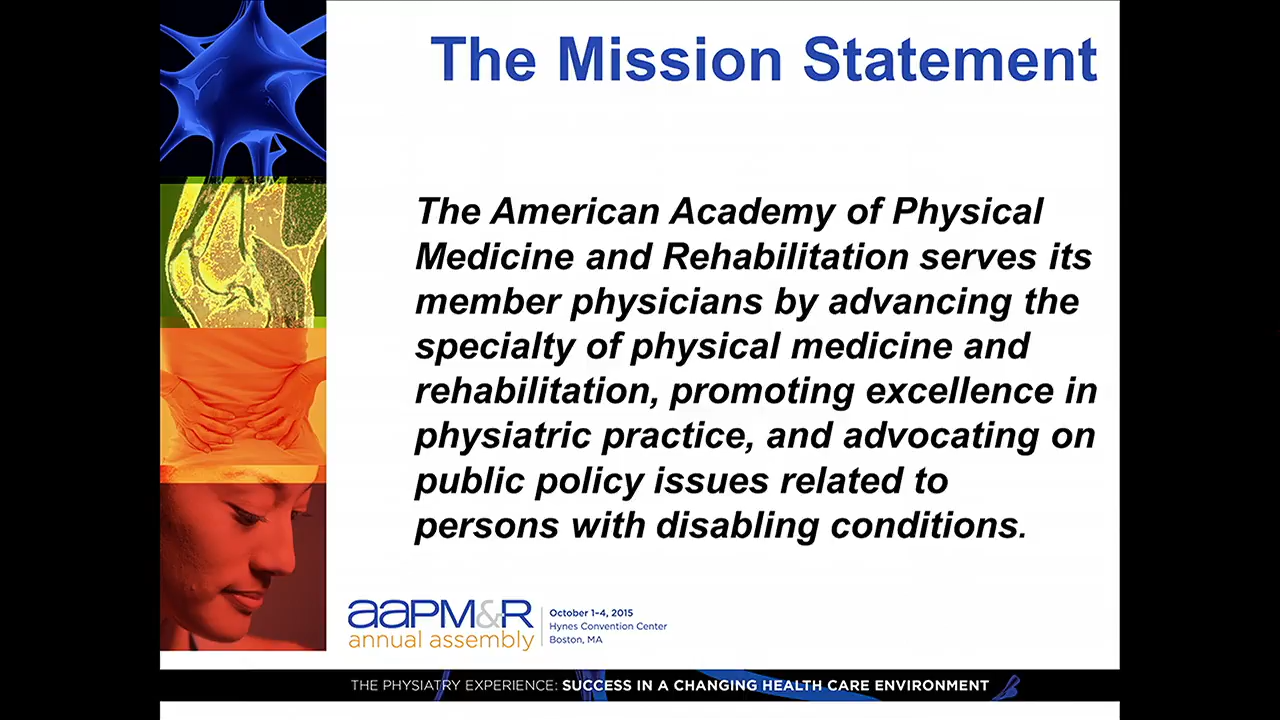 The Mission Statement
The American Academy of Physical
Medicine and Rehabilitation serves its
member physicians by advancing the
specialty of physical medicine and
rehabilitation, promoting excellence in
physiatric practice, and advocating on
public policy issues related to
persons with disabling conditions.
aaPM&R
annual assembly
October 1-4, 2015
Hynes Convention Center
Boston, MA
THE PHYSIATRY EXPERIENCE: SUCCESS IN A CHANGING HEALTH CARE ENVIRONMENT